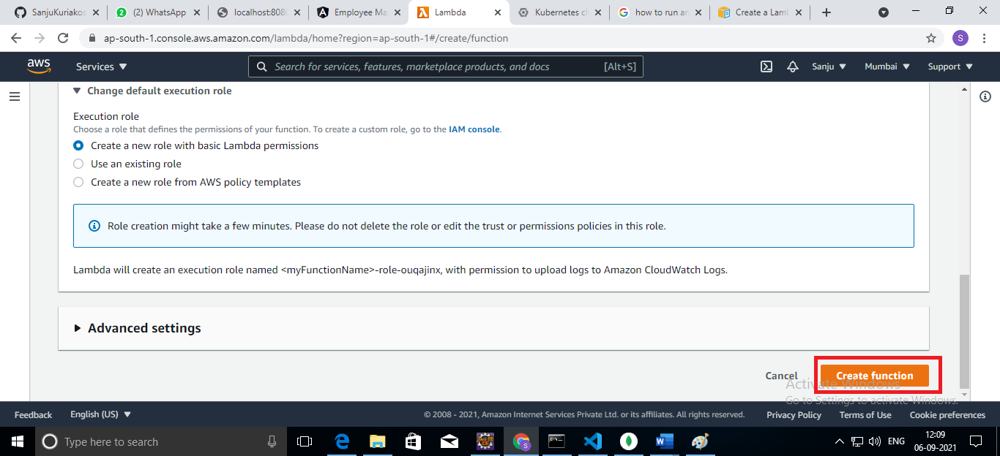 SanjuKuriakos
(2) WhatsApp
localhost:8080
Employee Ma
Lambda
Kubernetes cl
how to run an
Create a Lamb
ap-south-1.console.aws.amazon.com/lambda/home?region=ap-south-1#/create/function
S
aws
Services
Search for services, features, marketplace products, and docs
[Alt+S]
Sanju
Mumbai
Support
Change default execution role
Execution role
Choose a role that defines the permissions of your function. To create a custom role, go to the IAM console.
Create a new role with basic Lambda permissions
Use an existing role
Create a new role from AWS policy templates
Role creation might take a few minutes. Please do not delete the role or edit the trust or permissions policies in this role.
Lambda will create an execution role named <myFunctionName>-role-ouqajinx, with permission to upload logs to Amazon CloudWatch Logs.
Advanced settings
Cancel
Create function
Activate Windows
Go to Settings to activate Windows.
Feedback
English (US)
© 2008 - 2021, Amazon Internet Services Private Ltd. or its affiliates. All rights reserved.
Privacy Policy
Terms of Use
Cookie preferences
Type here to search
ENG
12:09
06-09-2021